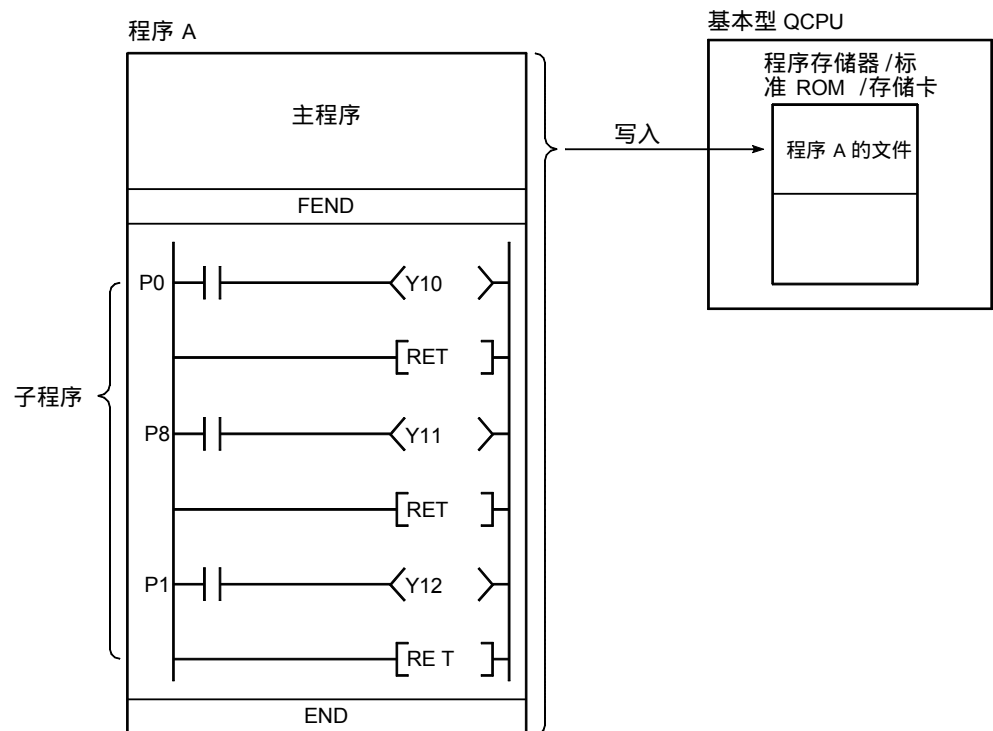 程序 A
主程序
FEND
P0
Y10
RET
子程序
P8
Y11
RET
P1
Y12
RE T
END
写入
基本型 QCPU
程序存储器 /标
准 ROM /存储卡
程序 A 的文件